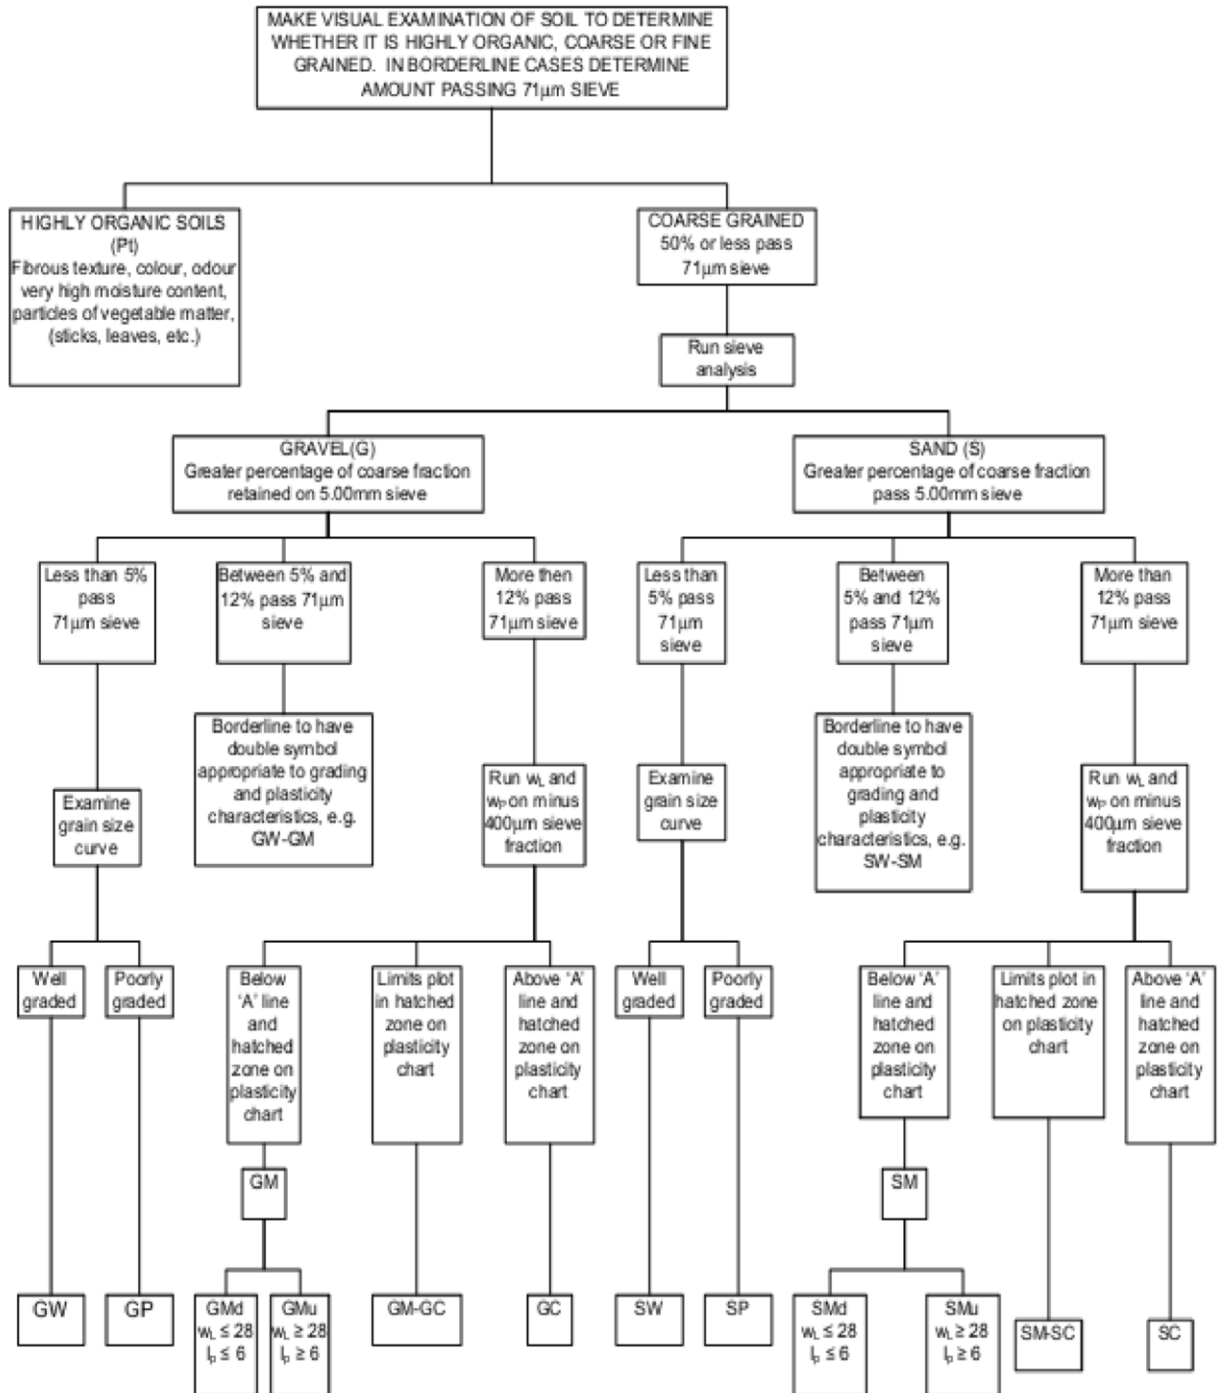 MAKE VISUAL EXAMINATION OF SOIL TO DETERMINE
WHETHER IT IS HIGHLY ORGANIC, COARSE OR FINE
GRAINED. IN BORDERLINE CASES DETERMINE
AMOUNT PASSING 71µm SIEVE
HIGHLY ORGANIC SOILS
(Pt)
Fibrous texture, colour, odour
very high moisture content,
particles of vegetable matter,
(sticks, leaves, etc.)
COARSE GRAINED
50% or less pass
71µm sieve
Run sieve
analysis
GRAVEL(G)
Greater percentage of coarse fraction
retained on 5.00mm sieve
SAND (S)
Greater percentage of coarse fraction
pass 5.00mm sieve
Less than 5%
pass
71µm sieve
Between 5% and
12% pass 71µm
sieve
More then
12% pass
71µm sieve
Less than
5% pass
71µm
sieve
Between
5% and 12%
pass 71µm
sieve
More than
12% pass
71µm sieve
Examine
grain size
curve
Borderline to have
double symbol
appropriate to grading
and plasticity
characteristics, e.g.
GW-GM
Run wL and
wP on minus
400µm sieve
fraction
Examine
grain size
curve
Borderline to have
double symbol
appropriate to
grading and
plasticity
characteristics, e.g.
SW-SM
Run wL and
wP on minus
400µm sieve
fraction
Well
graded
Poorly
graded
Below
'A' line
and
hatched
zone on
plasticity
chart
Limits plot
in hatched
zone on
plasticity
chart
Above 'A'
line and
hatched
zone on
plasticity
chart
Well
graded
Poorly
graded
Below 'A'
line and
hatched
zone on
plasticity
chart
Limits plot in
hatched zone
on plasticity
chart
Above 'A'
line and
hatched
zone on
plasticity
chart
GM
SM
GW
GP
GMd
wL ≤ 28
Ip ≤ 6
GMu
wL ≥ 28
Ip ≥ 6
GM-GC
GC
SW
SP
SMd
wL ≤ 28
Ip ≤ 6
SMu
wL ≥ 28
Ip ≥ 6
SM-SC
SC